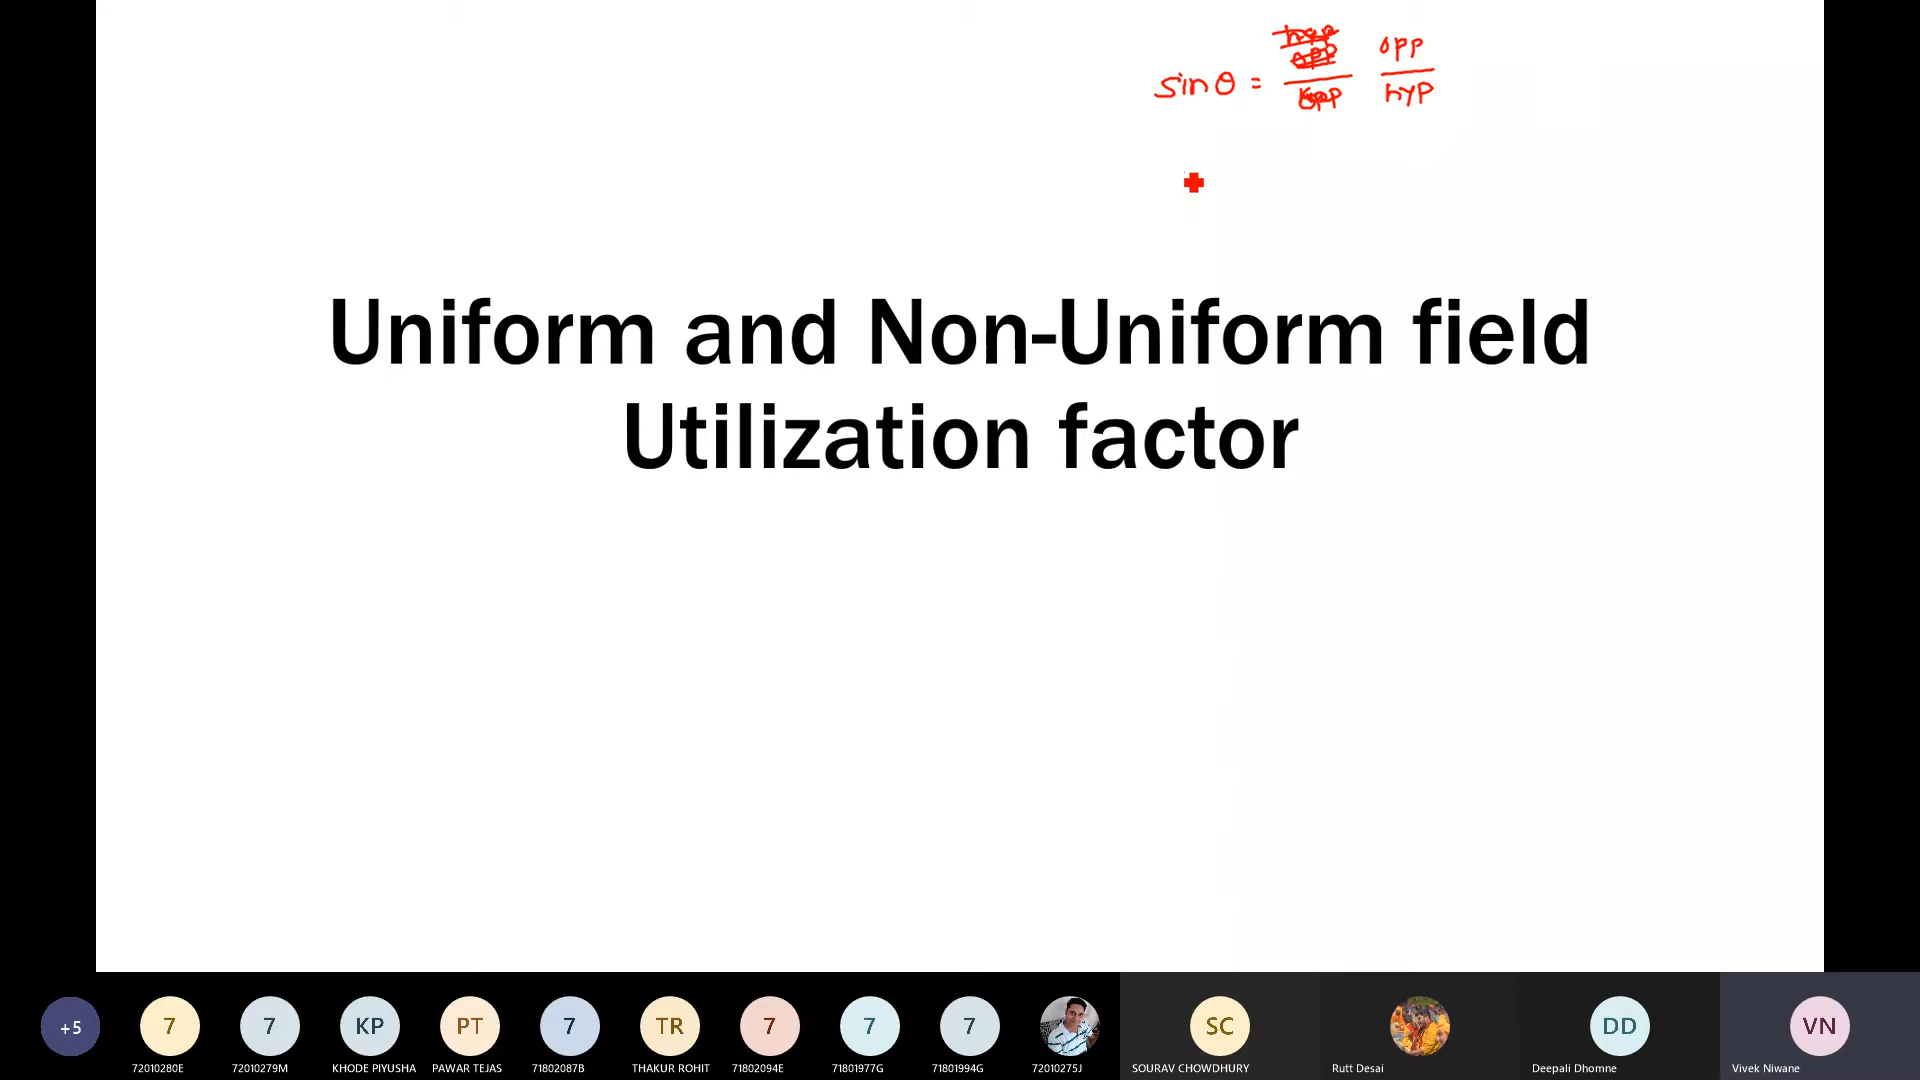 opp
sin θ =
hyp
Uniform and Non-Uniform field
Utilization factor
+5
7
7
KP
PT
7
TR
7
7
7
SC
DD
VN
72010280E
72010279M
KHODE PIYUSHA
PAWAR TEJAS
71802087B
THAKUR ROHIT
71802094E
71801977G
71801994G
72010275J
SOURAV CHOWDHURY
Rutt Desai
Deepali Dhomne
Vivek Niwane